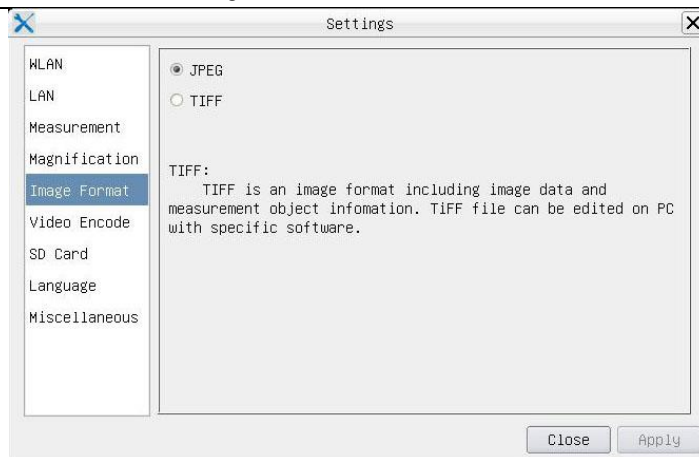 Settings
WLAN
LAN
Measurement
Magnification
Image Format
Video Encode
SD Card
Language
Miscellaneous
JPEG
TIFF
TIFF:
TIFF is an image format including image data and
measurement object infomation. TiFF file can be edited on PC
with specific software.
Close
Apply